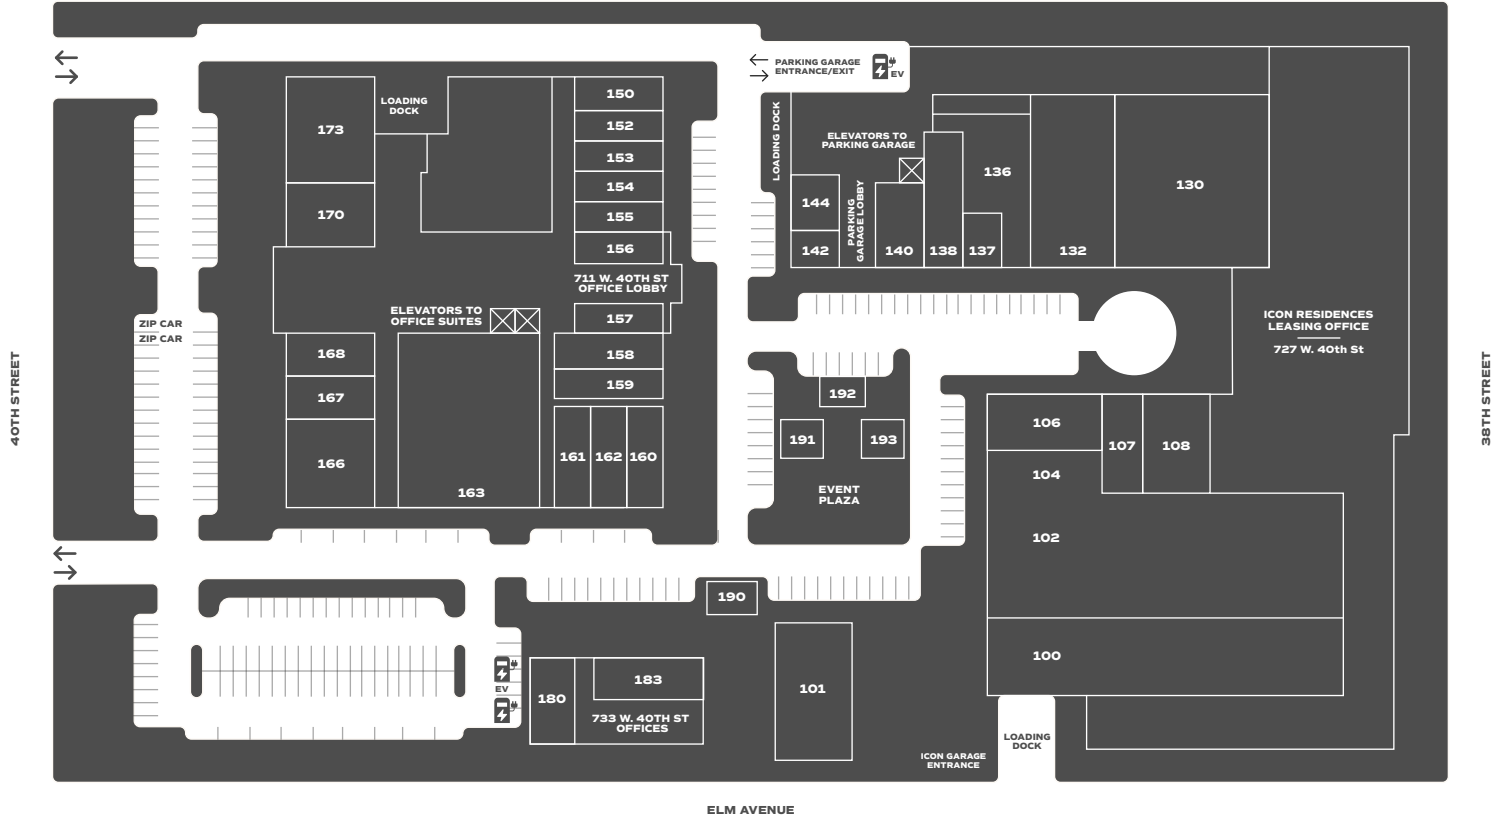 PARKING GARAGE
ENTRANCE/EXIT
EV
LOADING
DOCK
173
170
150
152
153
154
155
156
711 W. 40TH ST
OFFICE LOBBY
157
158
159
ELEVATORS TO
OFFICE SUITES
168
167
166
163
161
162
160
ZIP CAR
ZIP CAR
40TH STREET
LOADING DOCK
ELEVATORS TO
PARKING GARAGE
144
142
PARKING
GARAGE LOBBY
140
138
137
136
132
130
ICON RESIDENCES
LEASING OFFICE
727 W. 40th St
38TH STREET
192
191
193
EVENT
PLAZA
106
107
108
104
102
100
190
101
EV
180
183
733 W. 40TH ST
OFFICES
ICON GARAGE
ENTRANCE
LOADING
DOCK
ELM AVENUE